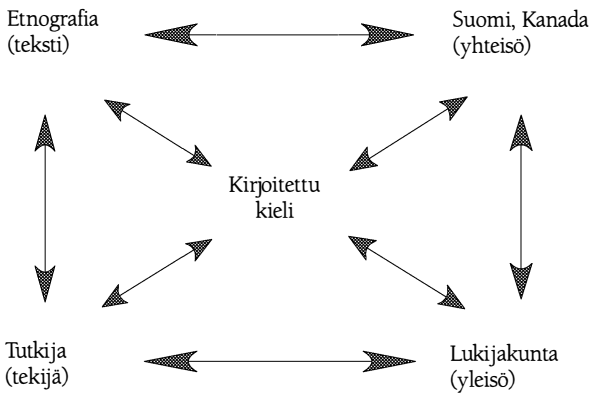 Etnografia
(teksti)
Suomi, Kanada
(yhteisö)
Kirjoitettu
kieli
Tutkija
(tekijä)
Lukijakunta
(yleisö)